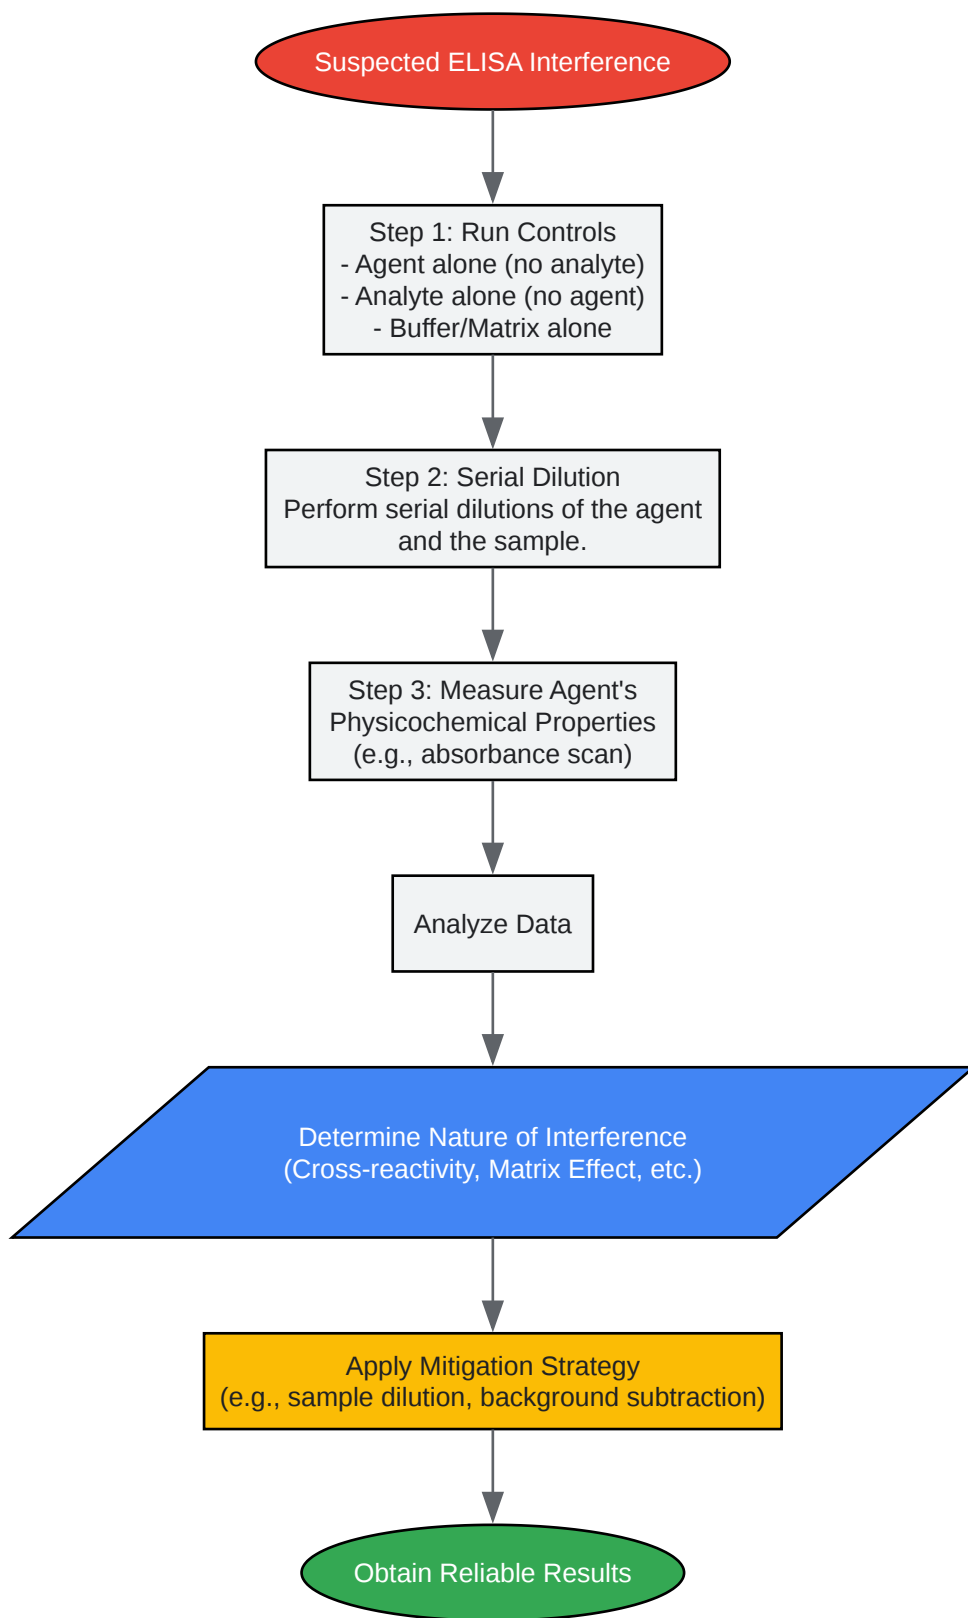 Suspected ELISA Interference
Step 1: Run Controls
- Agent alone (no analyte)
- Analyte alone (no agent)
- Buffer/Matrix alone
Step 2: Serial Dilution
Perform serial dilutions of the agent
and the sample.
Step 3: Measure Agent's
Physicochemical Properties
(e.g., absorbance scan)
Analyze Data
Determine Nature of Interference
(Cross-reactivity, Matrix Effect, etc.)
Apply Mitigation Strategy
(e.g., sample dilution, background subtraction)
Obtain Reliable Results